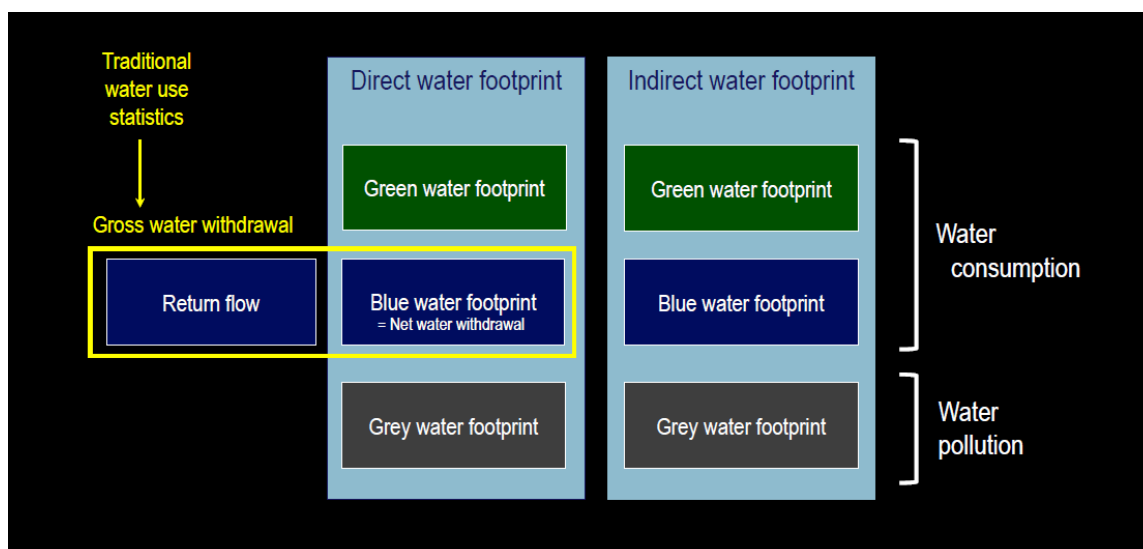 Traditional
water use
statistics
Gross water withdrawal
Return flow
Direct water footprint
Green water footprint
Blue water footprint
= Net water withdrawal
Grey water footprint
Indirect water footprint
Green water footprint
Blue water footprint
Grey water footprint
Water
consumption
Water
pollution